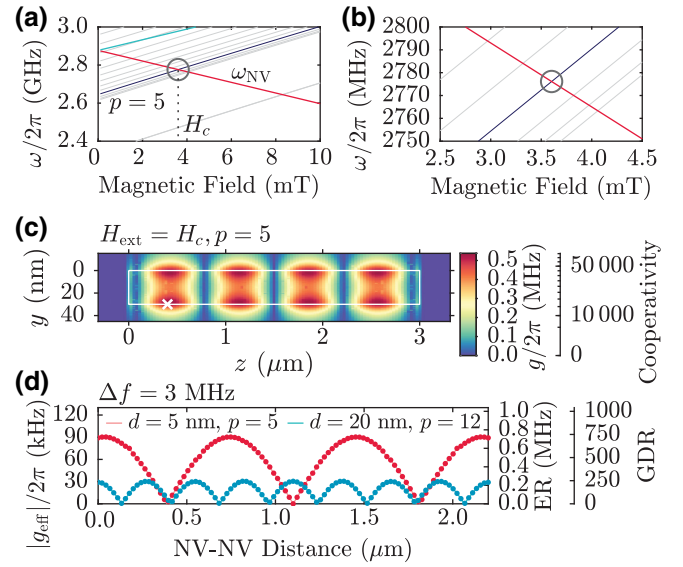 (a)
3.0
2.8
2.6
2.4
ω/2π (GHz)
p = 5
ω_NV
H_c
0 2 4 6 8 10
Magnetic Field (mT)
(b)
2800
2790
2780
2770
2760
2750
ω/2π (MHz)
2.5 3.0 3.5 4.0 4.5
Magnetic Field (mT)
(c) H_ext = H_c, p = 5
0
20
40
y (nm)
0 1 2 3
z (μm)
0.5
0.4
0.3
0.2
0.1
0.0
g/2π (MHz)
50 000
10 000
0
Cooperativity
(d) Δf = 3 MHz
120
90
60
30
0
|g_eff|/2π (kHz)
d = 5 nm, p = 5
d = 20 nm, p = 12
0.0 0.5 1.0 1.5 2.0
NV-NV Distance (μm)
1.0
0.8
0.6
0.4
0.2
0.0
ER (MHz)
1000
750
500
250
0
GDR